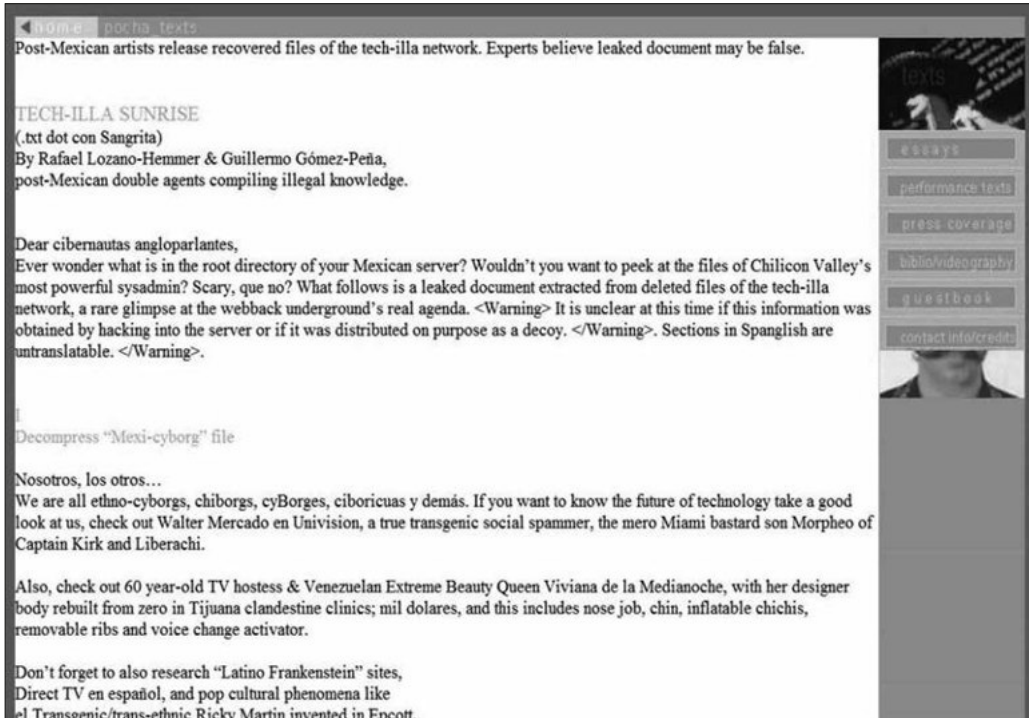 home pocha_texts
Post-Mexican artists release recovered files of the tech-illa network. Experts believe leaked document may be false.
TECH-ILLA SUNRISE
(.txt dot con Sangrita)
By Rafael Lozano-Hemmer & Guillermo Gómez-Peña,
post-Mexican double agents compiling illegal knowledge.
Dear cibernautas angloparlantes,
Ever wonder what is in the root directory of your Mexican server? Wouldn't you want to peek at the files of Chilicon Valley's
most powerful sysadmin? Scary, que no? What follows is a leaked document extracted from deleted files of the tech-illa
network, a rare glimpse at the webback underground's real agenda. <Warning> It is unclear at this time if this information was
obtained by hacking into the server or if it was distributed on purpose as a decoy. </Warning>. Sections in Spanglish are
untranslatable. </Warning>.
I
Decompress “Mexi-cyborg” file
Nosotros, los otros…
We are all ethno-cyborgs, chiborgs, cyBorges, ciboricuas y demás. If you want to know the future of technology take a good
look at us, check out Walter Mercado en Univision, a true transgenic social spammer, the mero Miami bastard son Morpheo of
Captain Kirk and Liberachi.
Also, check out 60 year-old TV hostess & Venezuelan Extreme Beauty Queen Viviana de la Medianoche, with her designer
body rebuilt from zero in Tijuana clandestine clinics; mil dolares, and this includes nose job, chin, inflatable chichis,
removable ribs and voice change activator.
Don't forget to also research “Latino Frankenstein” sites,
Direct TV en español, and pop cultural phenomena like
el Transgenic/trans-ethnic Ricky Martin invented in Epcott
texts
essays
performance texts
press coverage
biblio/videography
guestbook
contact info/credits